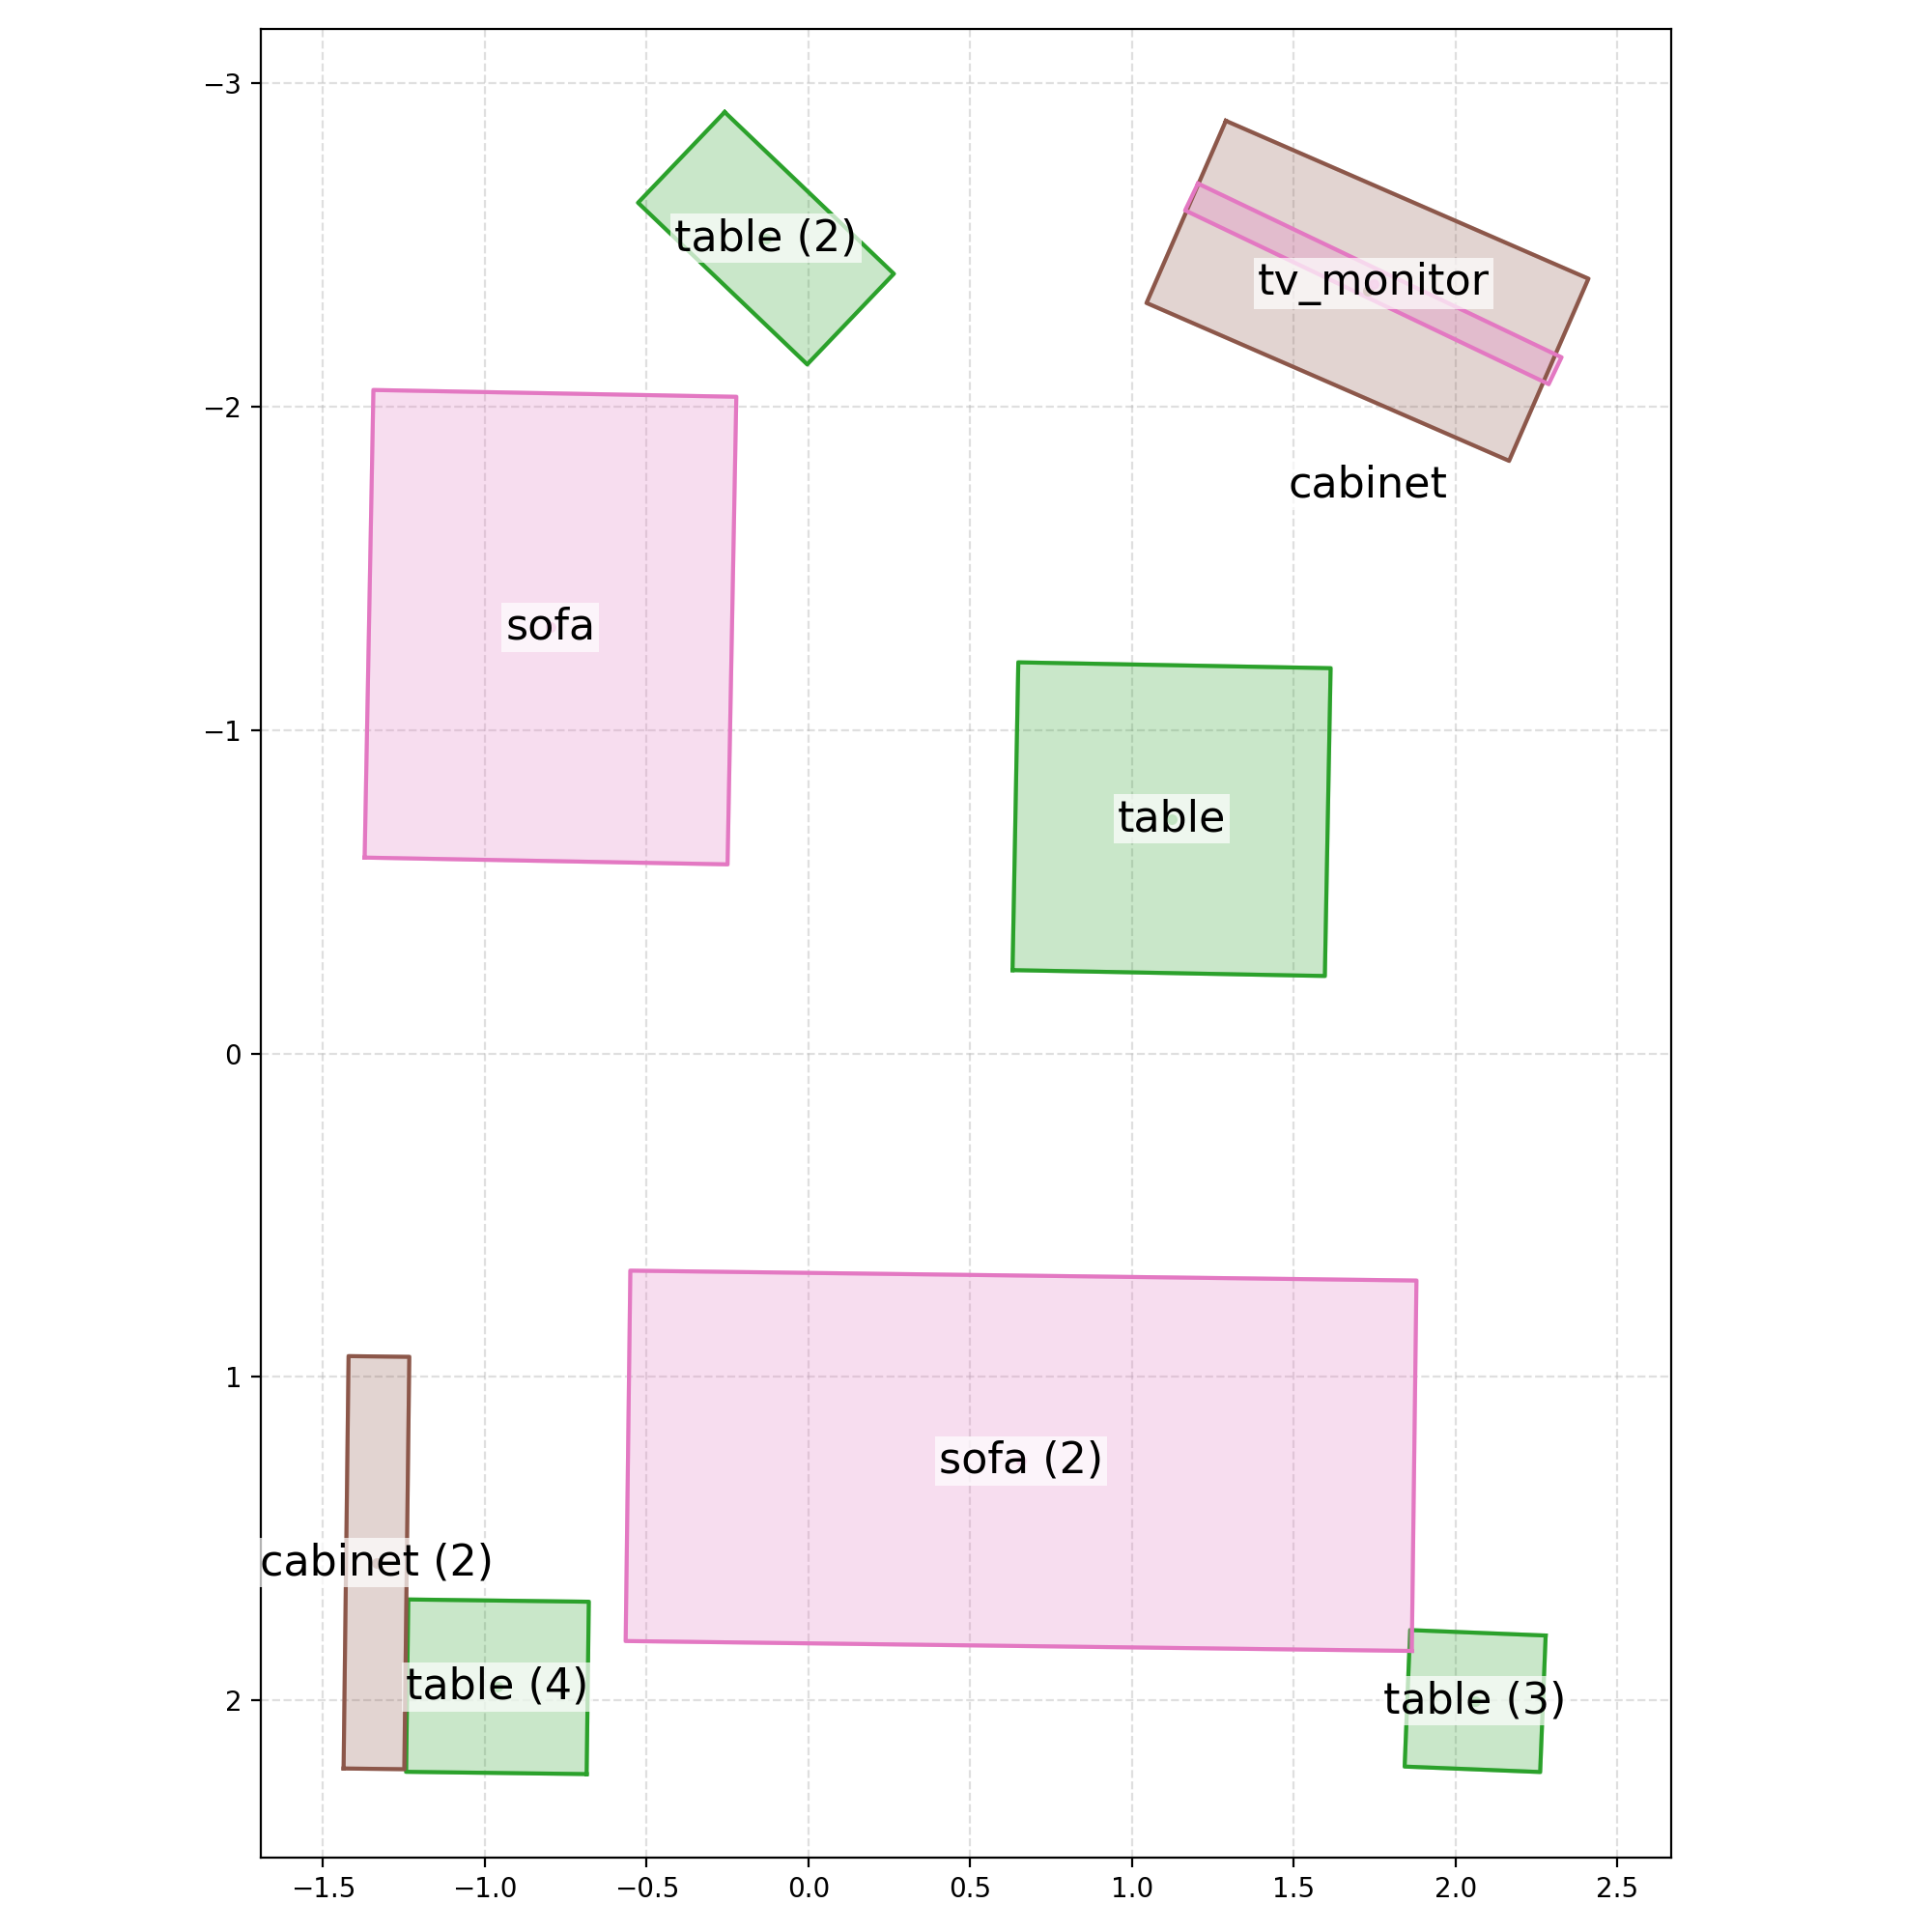 −3
table (2)
tv_monitor
−2
cabinet
sofa
−1
table
0
1
sofa (2)
cabinet (2)
table (4)
2
table (3)
−1.5 −1.0 −0.5 0.0 0.5 1.0 1.5 2.0 2.5